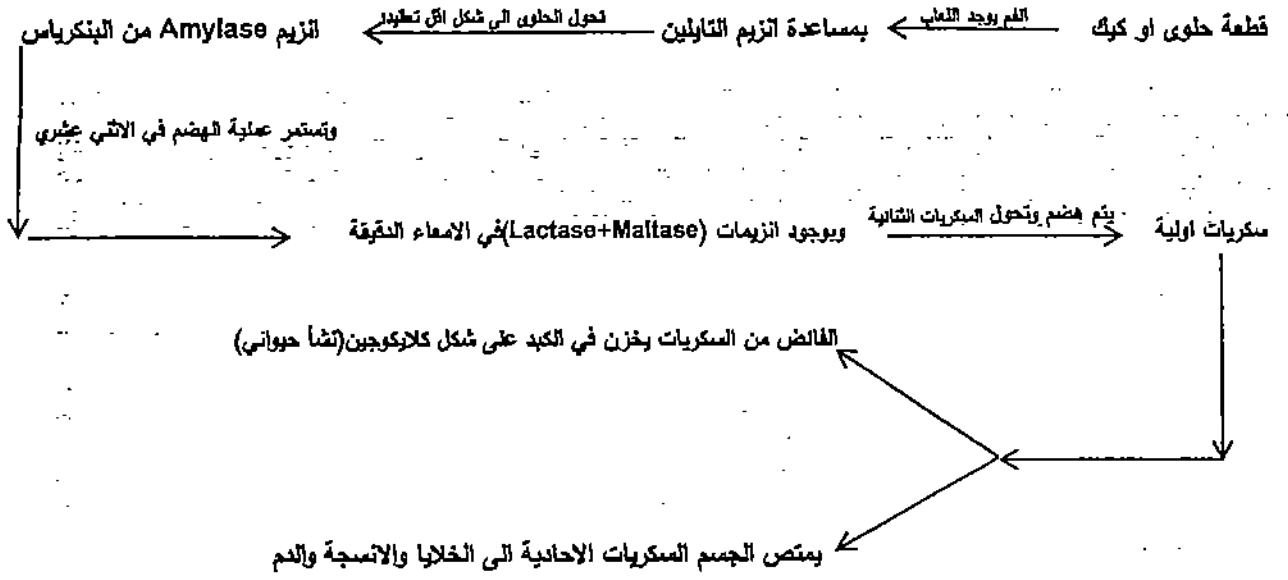 قطعة حلوى او كيك
الفم يوجد اللعاب
بمساعدة انزيم التايلين
تحول الحلوى الى شكل اقل تعقيدا
انزيم Amylase من البنكرياس
وتستمر عملية الهضم في الاثني عشري
وبوجود انزيمات (Lactase+Maltase)في الامعاء الدقيقة
يتم هضم وتحول السكريات الثنائية
سكريات اولية
الفائض من السكريات يخزن في الكبد على شكل كلايكوجين(نشأ حيواني)
يمتص الجسم السكريات الاحادية الى الخلايا والانسجة والدم